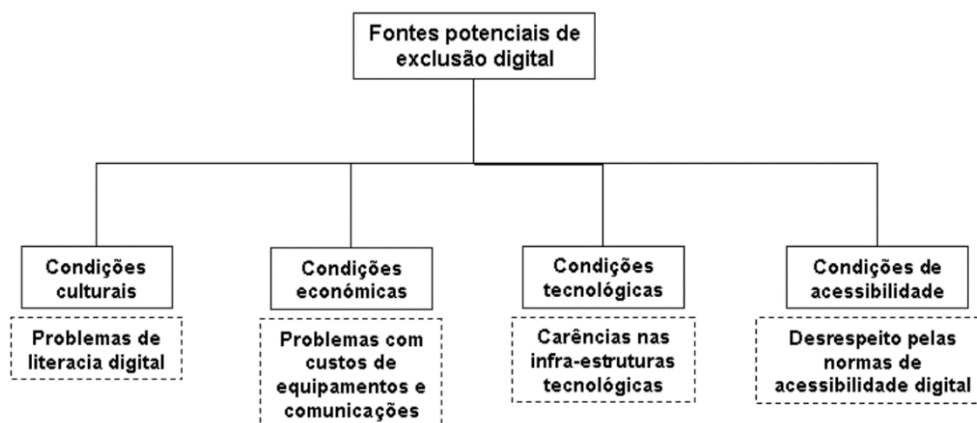 Fontes potenciais de
exclusão digital
Condições
culturais
Problemas de
literacia digital
Condições
económicas
Problemas com
custos de
equipamentos e
comunicações
Condições
tecnológicas
Carências nas
infra-estruturas
tecnológicas
Condições de
acessibilidade
Desrespeito pelas
normas de
acessibilidade digital